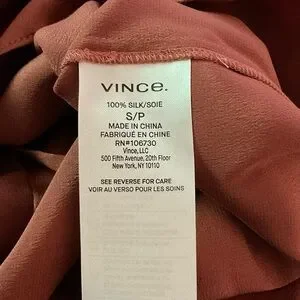 VINCE.
100% SILK/SOIE
S/P
MADE IN CHINA
FABRIQUÉ EN CHINE
RN#106730
Vince, LLC
500 Fifth Avenue, 20th Floor
New York, NY 10110
SEE REVERSE FOR CARE
VOIR AU VERSO POUR LES SOINS